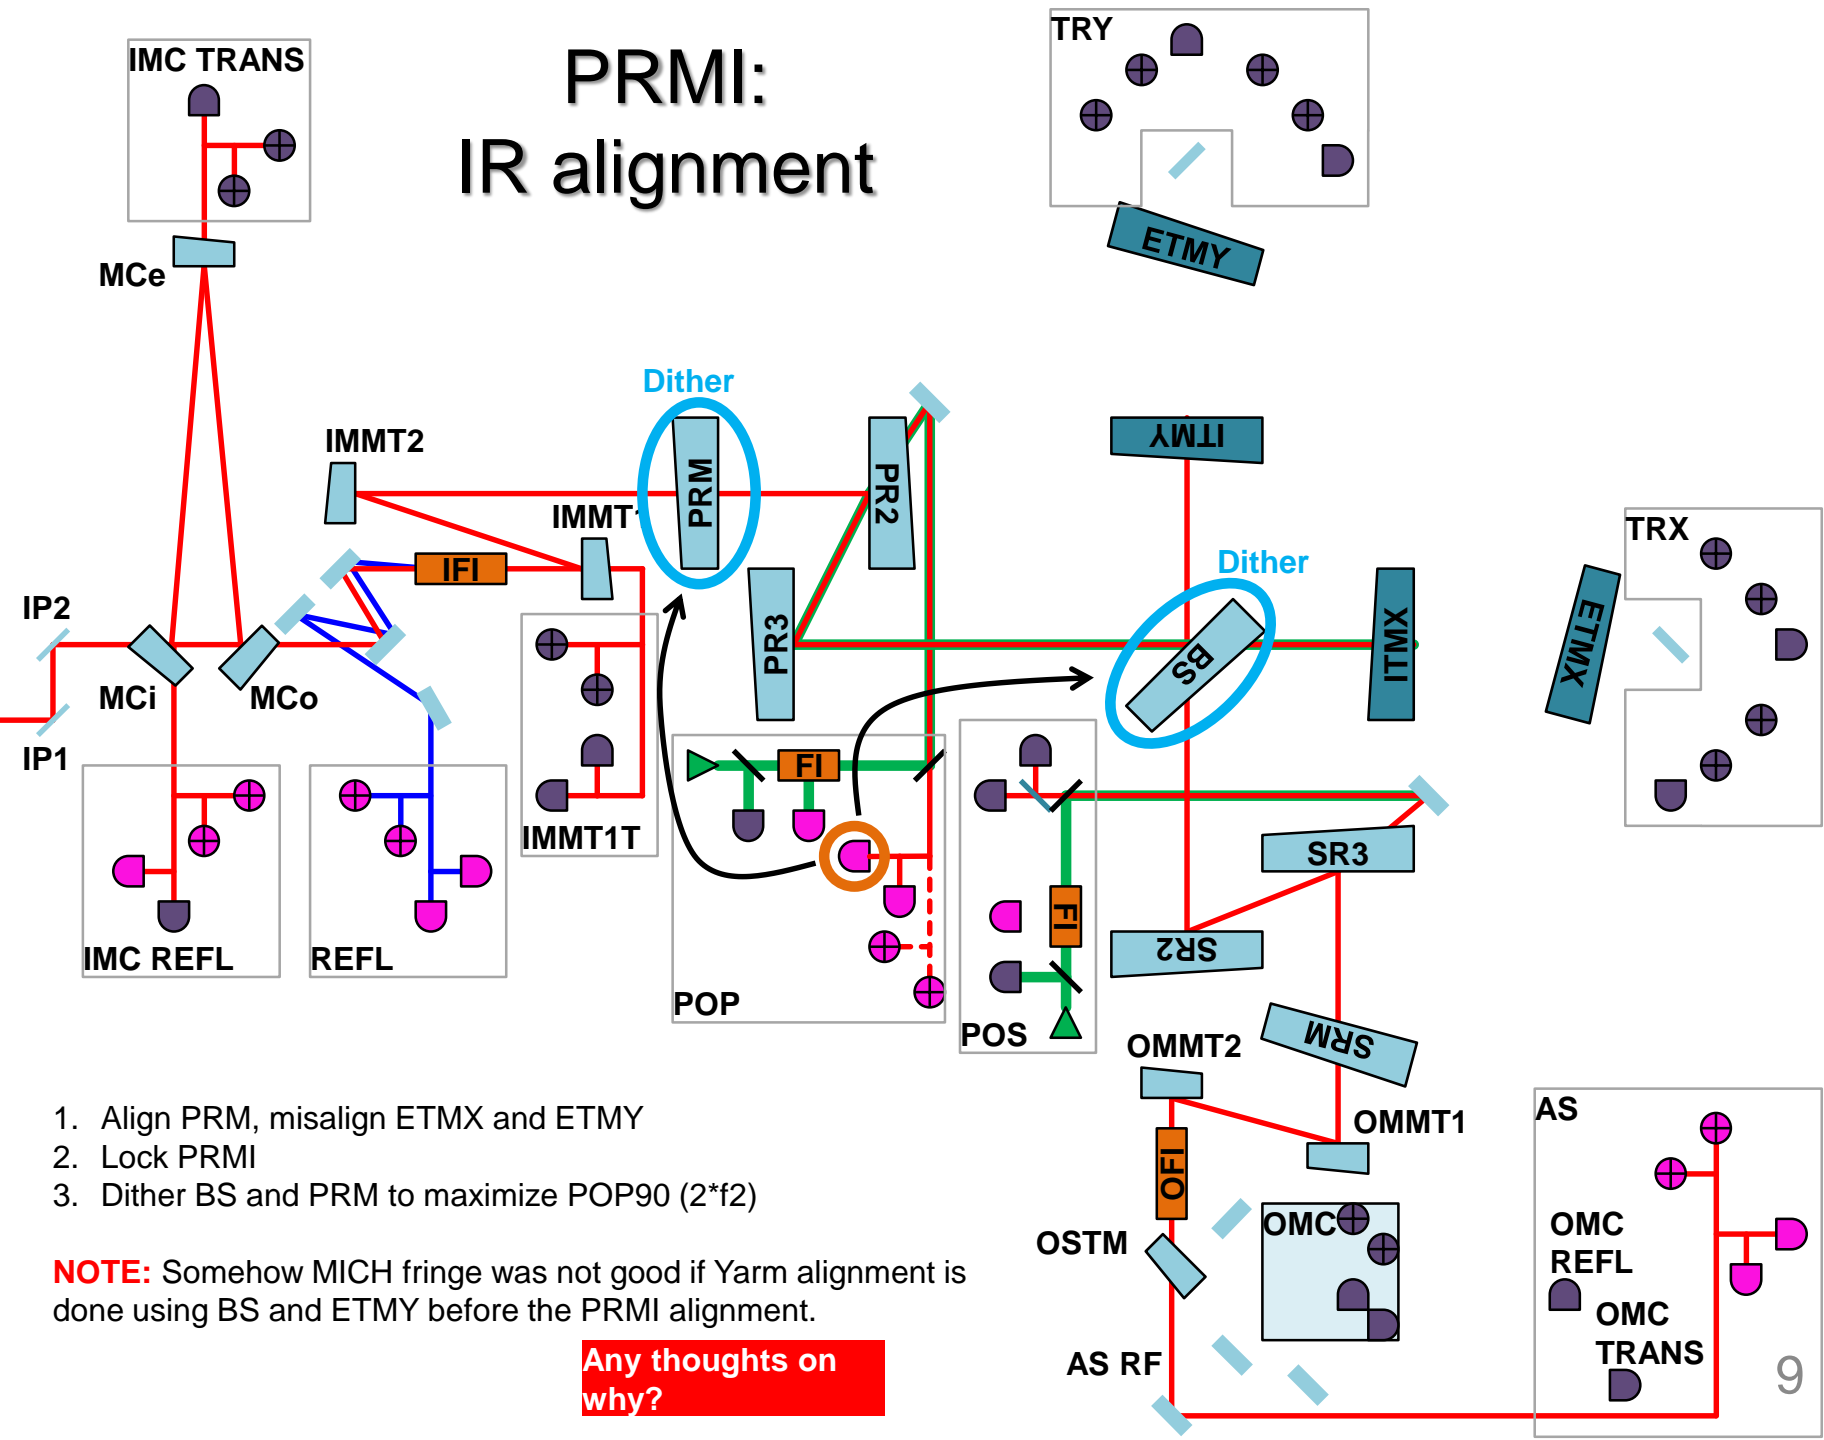 PRMI:
IR alignment
IMC TRANS
TRY
MCe
ETMY
Dither
IMMT2
PRM
PR2
ITMY
IMMT1
TRX
IFI
Dither
IP2
PR3
BS
ITMX
ETMX
MCi
MCo
IP1
FI
IMMT1T
SR3
FI
IMC REFL
REFL
SR2
POP
POS
SRM
OMMT2
OMMT1
AS
1. Align PRM, misalign ETMX and ETMY
2. Lock PRMI
3. Dither BS and PRM to maximize POP90 (2*f2)
OFI
OMC
OSTM
OMC
REFL
NOTE: Somehow MICH fringe was not good if Yarm alignment is
done using BS and ETMY before the PRMI alignment.
OMC
TRANS
AS RF
Any thoughts on
why?
9